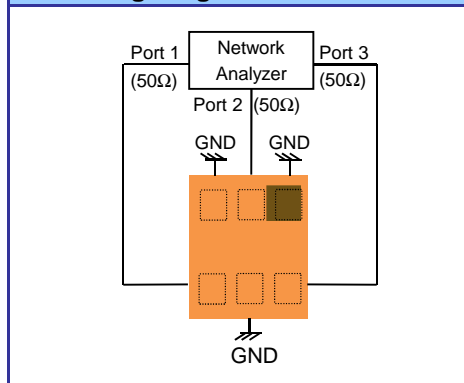 Port 1
Network
Analyzer
Port 3
(50Ω)
(50Ω)
Port 2
(50Ω)
GND
GND
GND